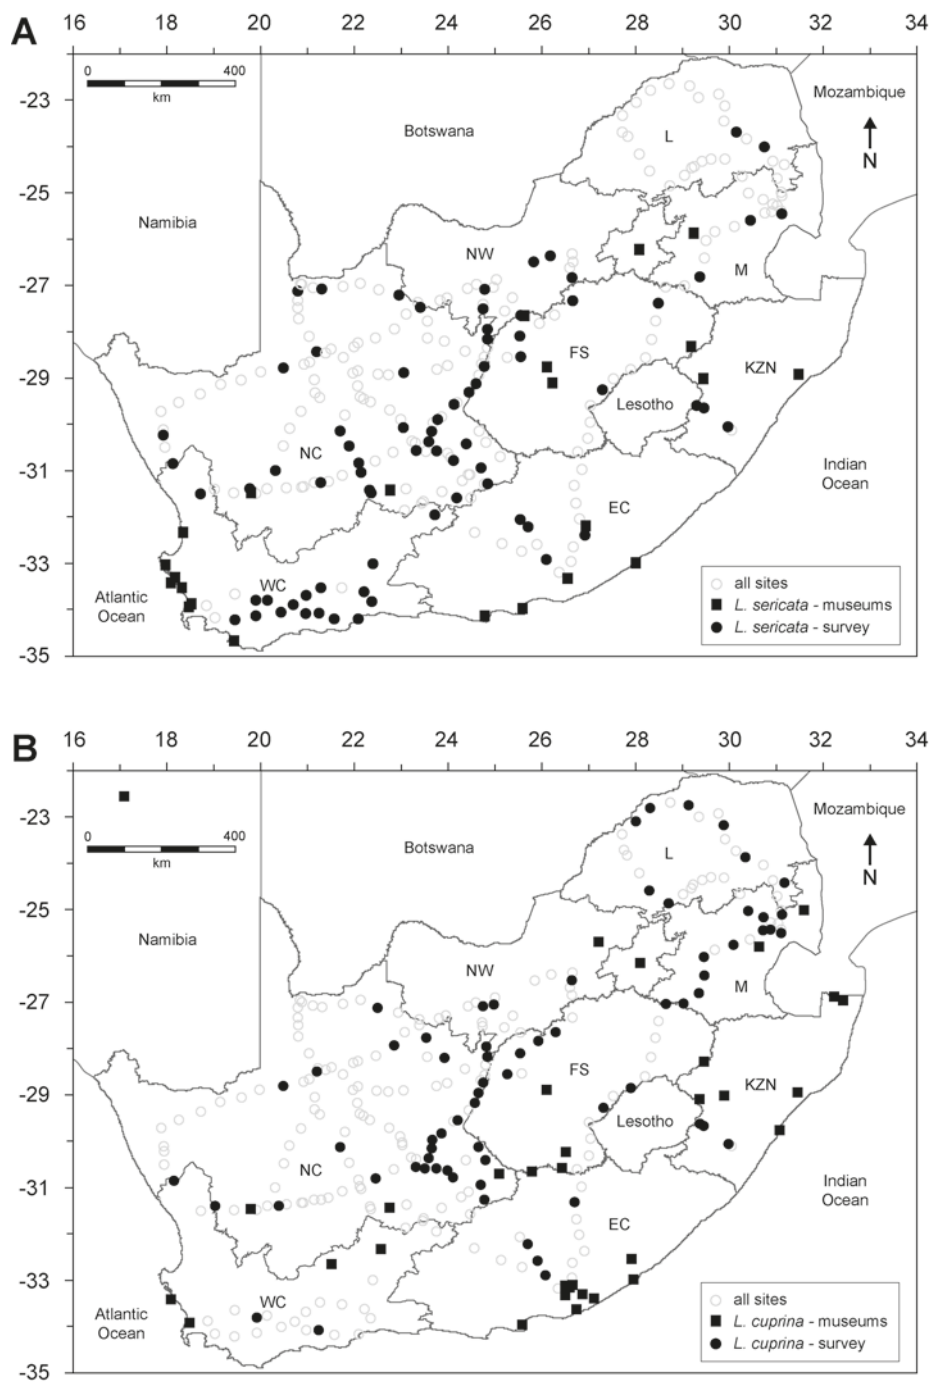 A
16 18 20 22 24 26 28 30 32 34
0 400
km
-23
-25
-27
-29
-31
-33
-35
Mozambique
N
Botswana
Namibia
L
NW
M
FS
KZN
Lesotho
NC
EC
WC
Indian
Ocean
Atlantic
Ocean
all sites
L. sericata - museums
L. sericata - survey
B
16 18 20 22 24 26 28 30 32 34
0 400
km
-23
-25
-27
-29
-31
-33
-35
Mozambique
N
Botswana
Namibia
L
NW
M
FS
KZN
Lesotho
NC
EC
WC
Indian
Ocean
Atlantic
Ocean
all sites
L. cuprina - museums
L. cuprina - survey